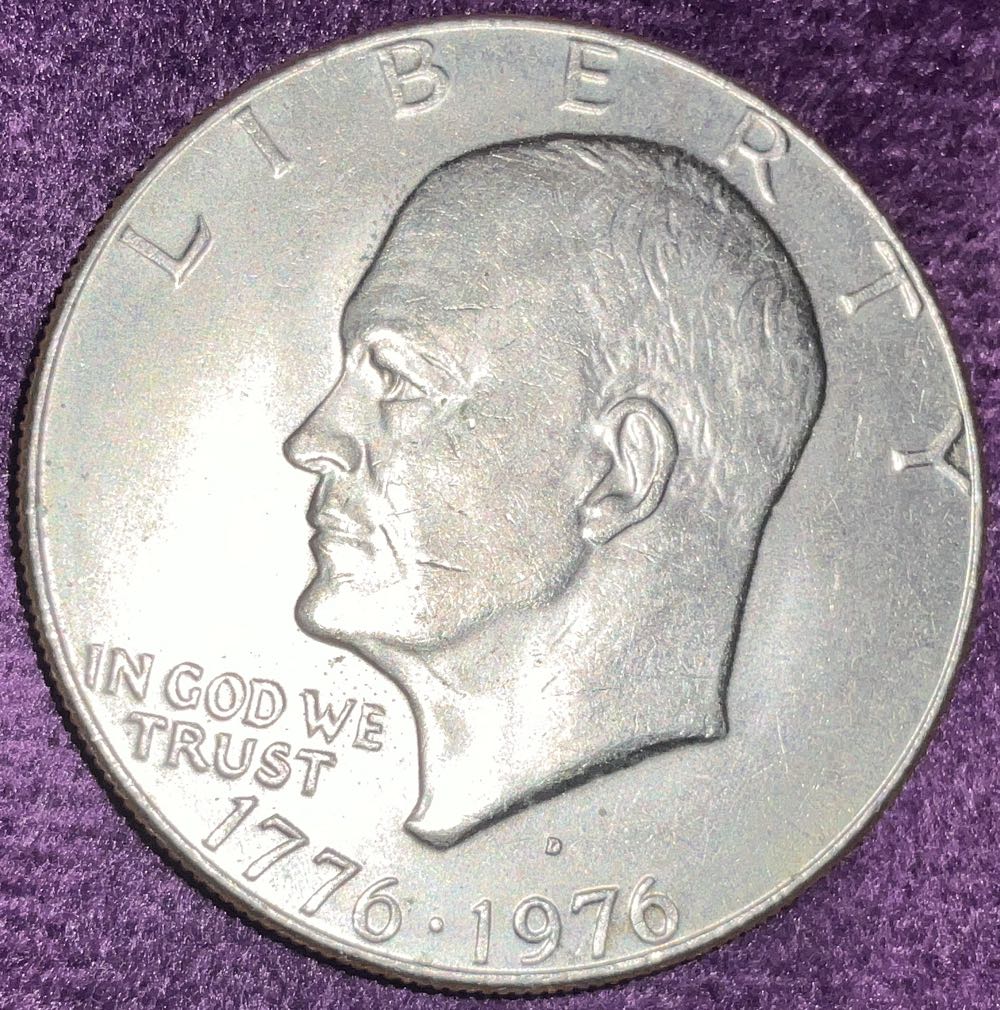 LIBERTY
IN GOD WE
TRUST
D
1776·1976